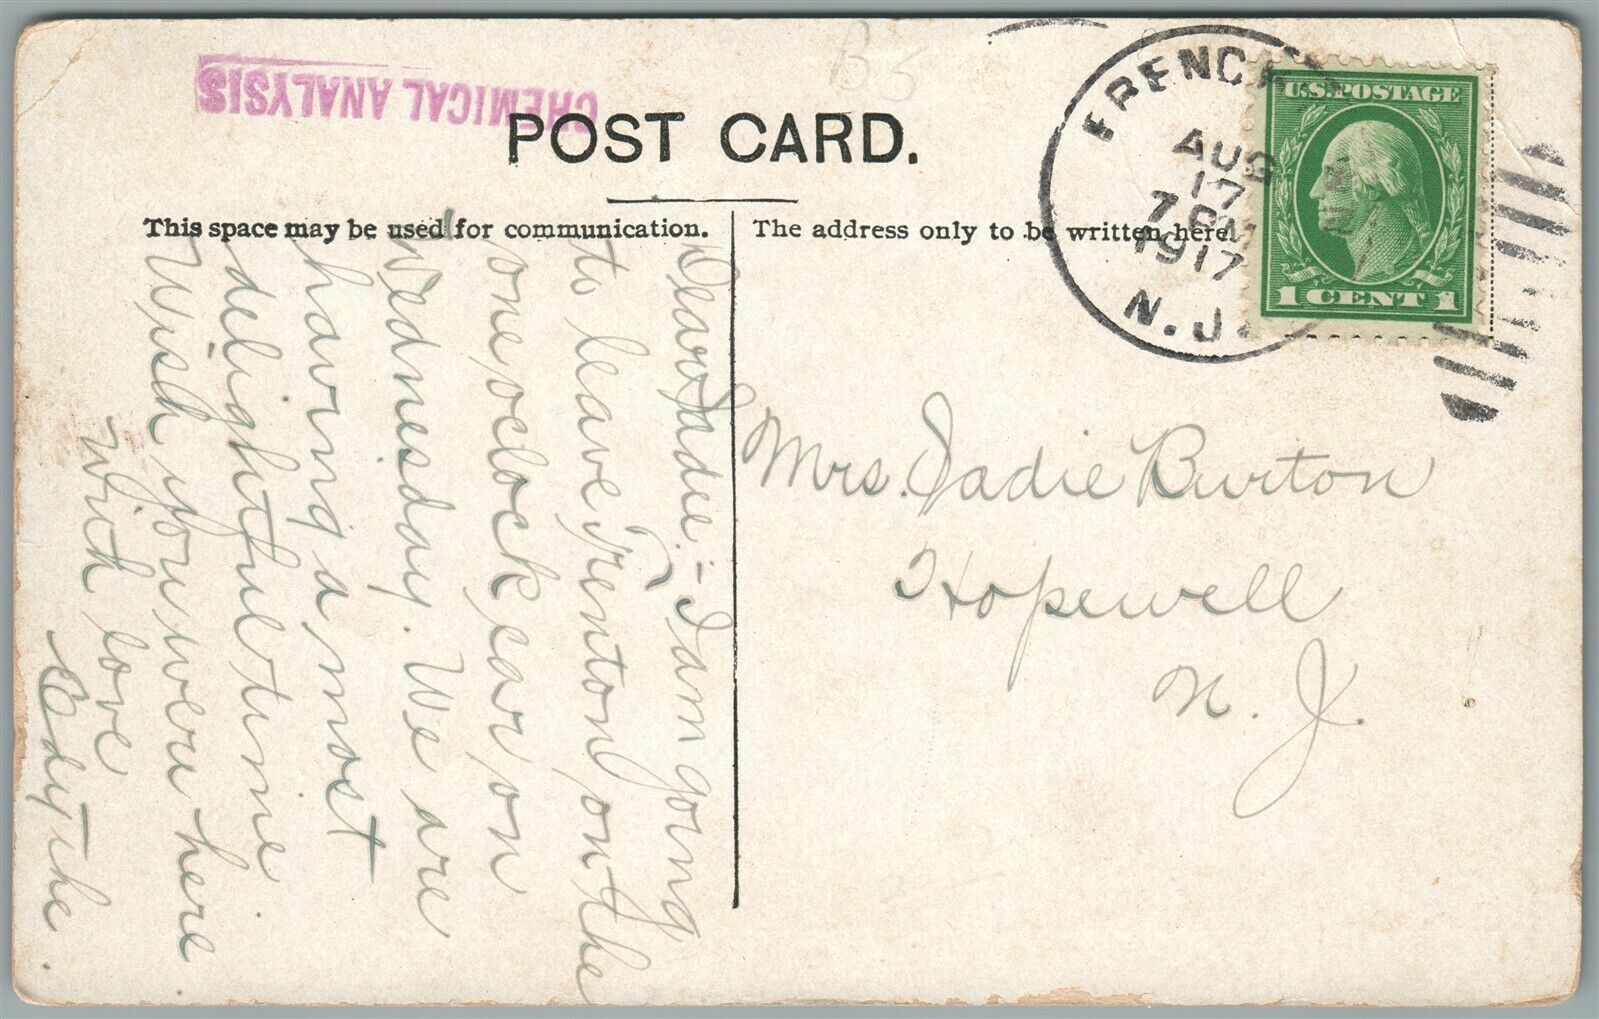 CHEMICAL ANALYSIS
POST CARD.
This space may be used for communication.
The address only to be written here.
FRENCH
AUG
17
7 PM
1917
N.J.
U.S. POSTAGE
1 CENT 1
Mrs. Sadie Burton
Hopewell
N. J.
Dear Sadie:- I am going
to leave Trenton on the
one oclock car on
Wednesday. We are
having a most
delightful time.
Wish you were here
With love
Edythe
B5